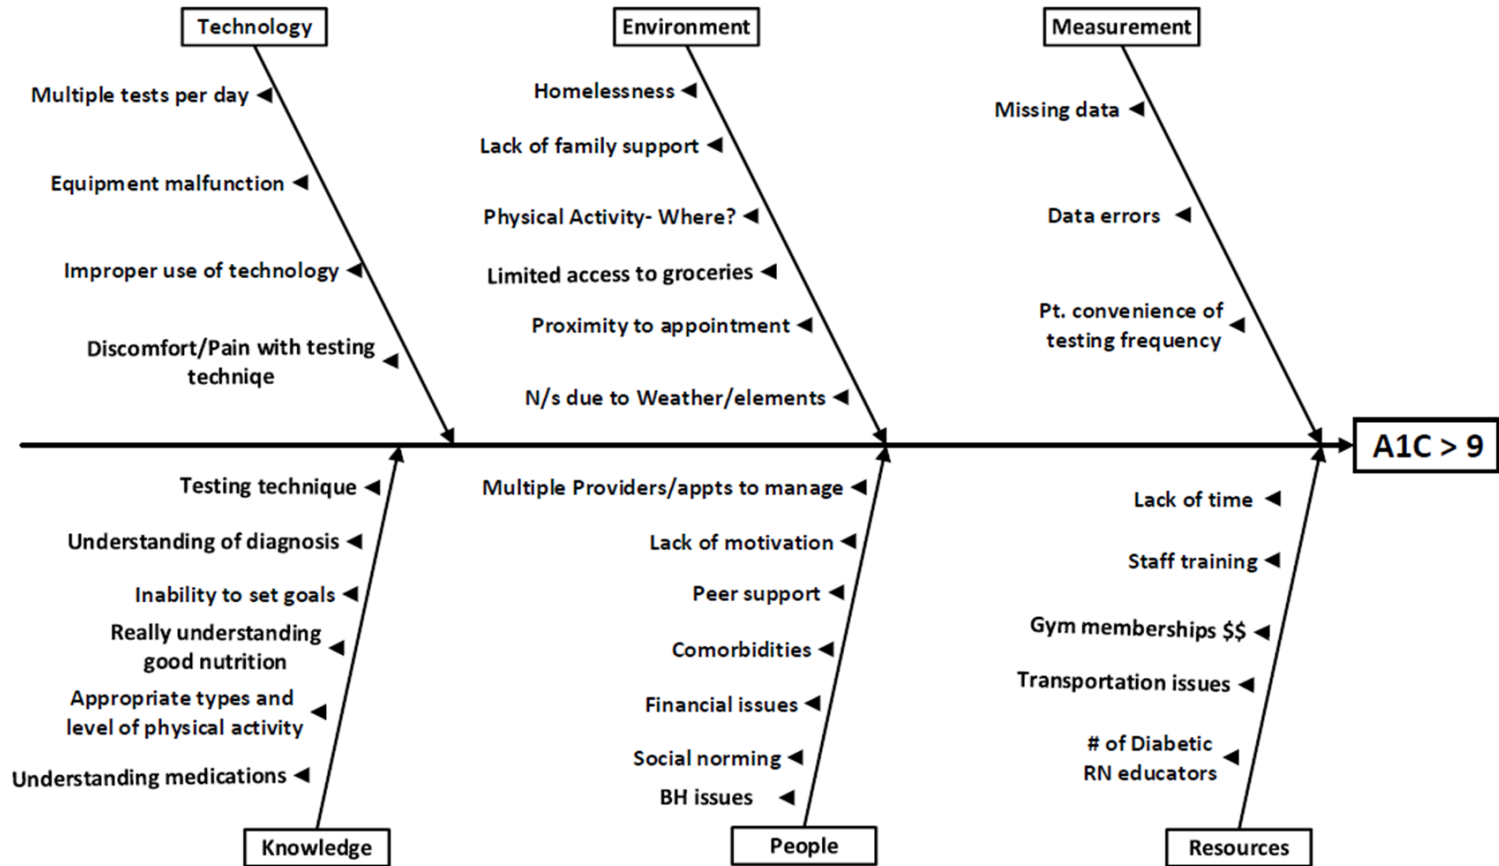 Technology
Multiple tests per day
Equipment malfunction
Improper use of technology
Discomfort/Pain with testing
techniqe
Environment
Homelessness
Lack of family support
Physical Activity- Where?
Limited access to groceries
Proximity to appointment
N/s due to Weather/elements
Measurement
Missing data
Data errors
Pt. convenience of
testing frequency
A1C > 9
Testing technique
Understanding of diagnosis
Inability to set goals
Really understanding
good nutrition
Appropriate types and
level of physical activity
Understanding medications
Knowledge
Multiple Providers/appts to manage
Lack of motivation
Peer support
Comorbidities
Financial issues
Social norming
BH issues
People
Lack of time
Staff training
Gym memberships $$
Transportation issues
# of Diabetic
RN educators
Resources